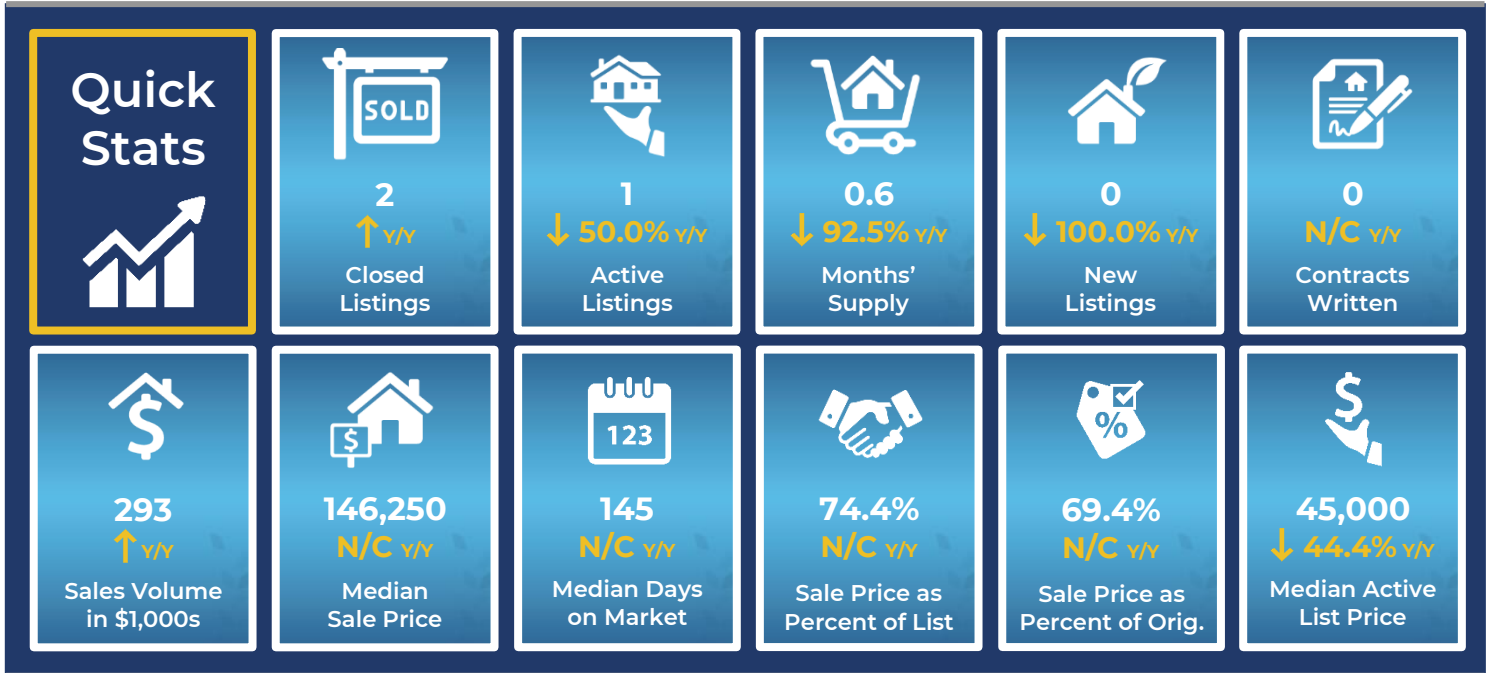 Quick
Stats
SOLD
2
↑ Y/Y
Closed
Listings
1
↓ 50.0% Y/Y
Active
Listings
0.6
↓ 92.5% Y/Y
Months’
Supply
0
↓ 100.0% Y/Y
New
Listings
0
N/C Y/Y
Contracts
Written
$
293
↑ Y/Y
Sales Volume
in $1,000s
$
146,250
N/C Y/Y
Median
Sale Price
123
145
N/C Y/Y
Median Days
on Market
74.4%
N/C Y/Y
Sale Price as
Percent of List
%
69.4%
N/C Y/Y
Sale Price as
Percent of Orig.
$
45,000
↓ 44.4% Y/Y
Median Active
List Price